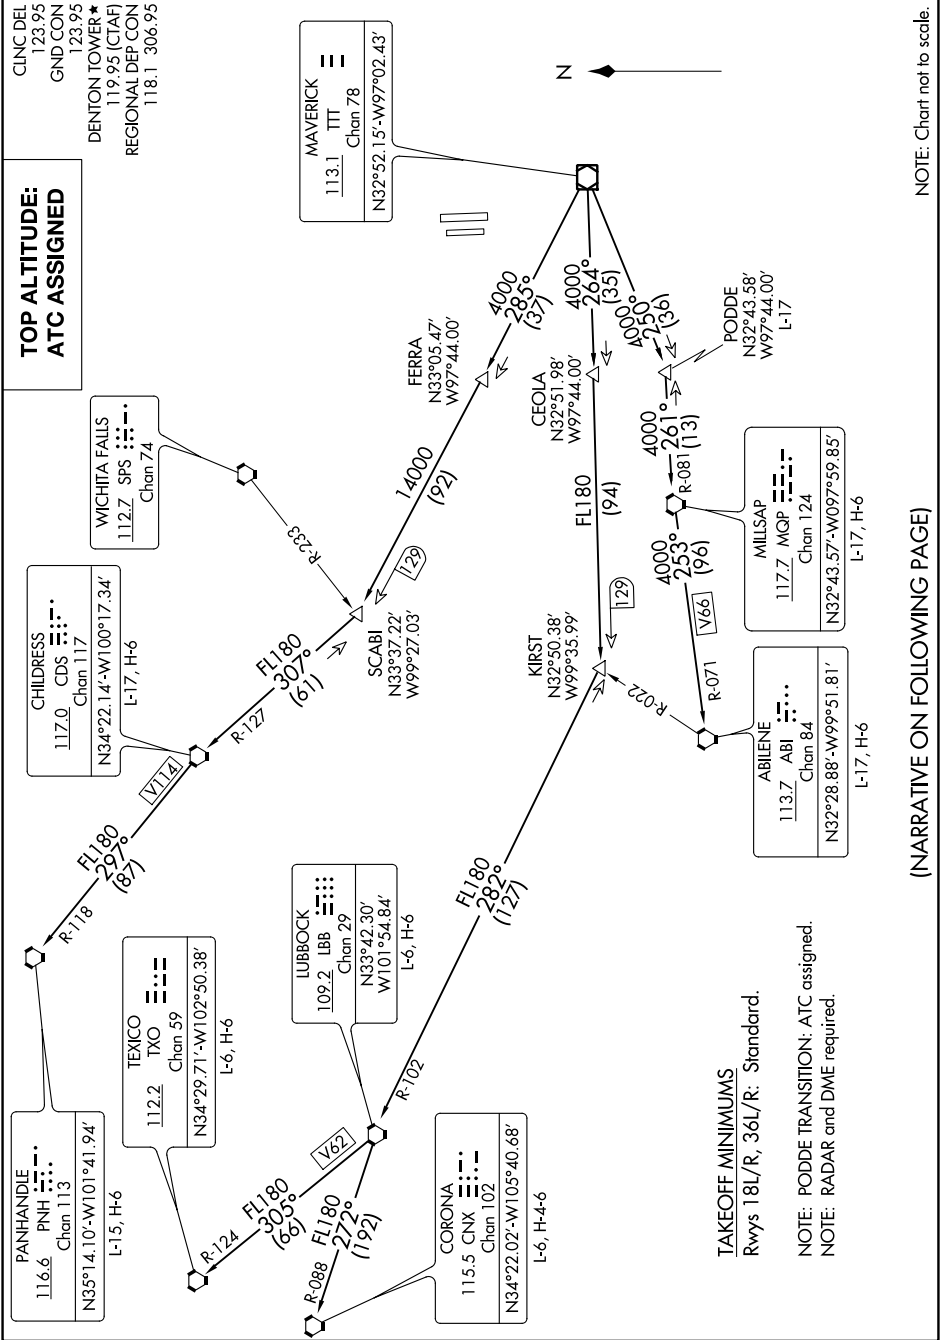 CLNC DEL
123.95
GND CON
123.95
DENTON TOWER★
119.95 (CTAF)
REGIONAL DEP CON
118.1 306.95
TOP ALTITUDE:
ATC ASSIGNED
MAVERICK
113.1 TTT
Chan 78
N32°52.15'-W97°02.43'
N
WICHITA FALLS
112.7 SPS
Chan 74
R-233
CHILDRESS
117.0 CDS
Chan 117
N34°22.14'-W100°17.34'
L-17, H-6
PANHANDLE
116.6 PNH
Chan 113
N35°14.10'-W101°41.94'
L-15, H-6
TEXICO
112.2 TXO
Chan 59
N34°29.71'-W102°50.38'
L-6, H-6
LUBBOCK
109.2 LBB
Chan 29
N33°42.30'
W101°54.84'
L-6, H-6
CORONA
115.5 CNX
Chan 102
N34°22.02'-W105°40.68'
L-6, H-4-6
ABILENE
113.7 ABI
Chan 84
N32°28.88'-W99°51.81'
L-17, H-6
MILLSAP
117.7 MQP
Chan 124
N32°43.57'-W097°59.85'
L-17, H-6
FERRA
N33°05.47'
W97°44.00'
CEOLA
N32°51.98'
W97°44.00'
PODDE
N32°43.58'
W97°44.00'
L-17
SCABI
N33°37.22'
W99°27.03'
KIRST
N32°50.38'
W99°35.99'
4000
285°
(37)
4000
264°
(35)
4000
250°
(36)
14000
(92)
129
FL180
(94)
129
4000
261°
(13)
R-081
4000
253°
(96)
V66
R-071
R-022
FL180
307°
(61)
R-127
V114
FL180
297°
(87)
R-118
FL180
282°
(127)
R-102
V62
FL180
305°
(66)
R-124
FL180
272°
(192)
R-088
TAKEOFF MINIMUMS
Rwys 18L/R, 36L/R: Standard.
NOTE: PODDE TRANSITION: ATC assigned.
NOTE: RADAR and DME required.
(NARRATIVE ON FOLLOWING PAGE)
NOTE: Chart not to scale.